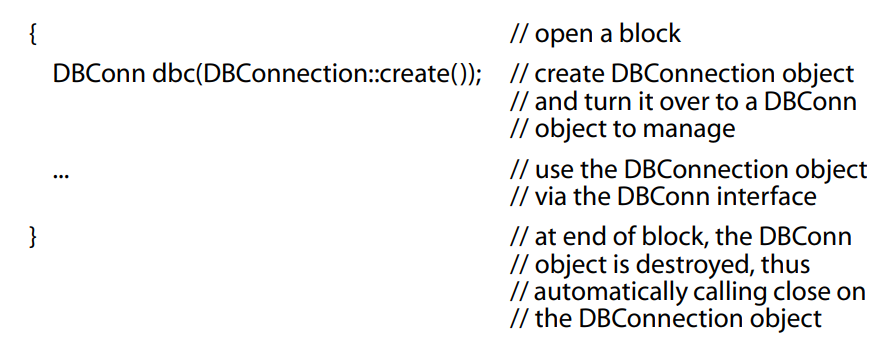 { // open a block
DBConn dbc(DBConnection::create()); // create DBConnection object
// and turn it over to a DBConn
// object to manage
... // use the DBConnection object
// via the DBConn interface
} // at end of block, the DBConn
// object is destroyed, thus
// automatically calling close on
// the DBConnection object